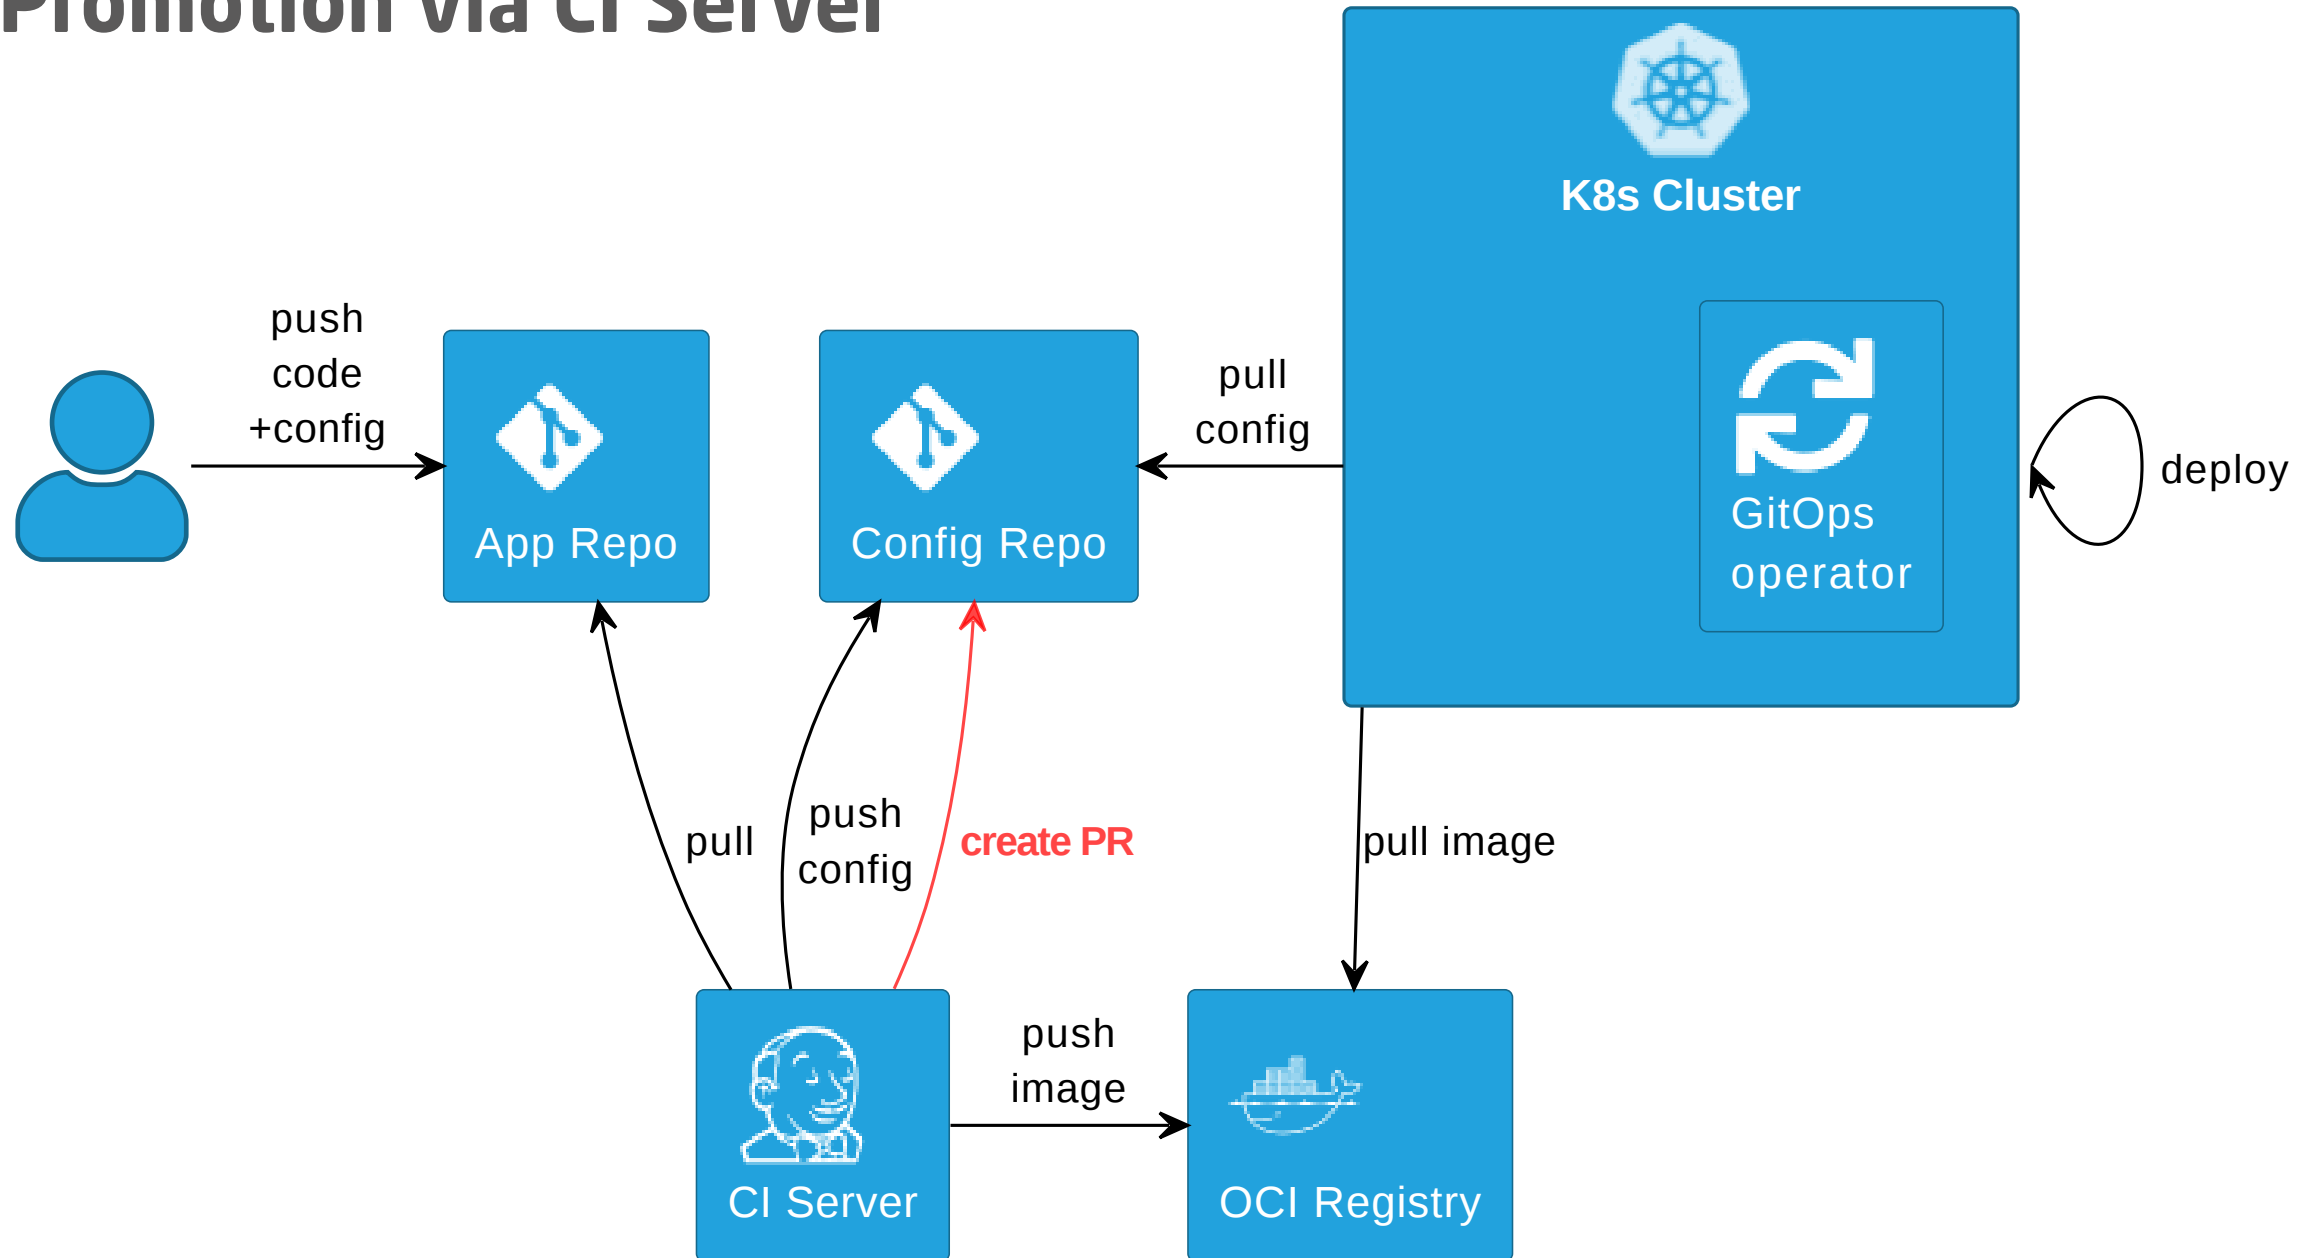 Promotion via CI Server
K8s Cluster
push
code
+config
pull
config
App Repo
Config Repo
GitOps
operator
deploy
pull
push
config
create PR
pull image
push
image
CI Server
OCI Registry